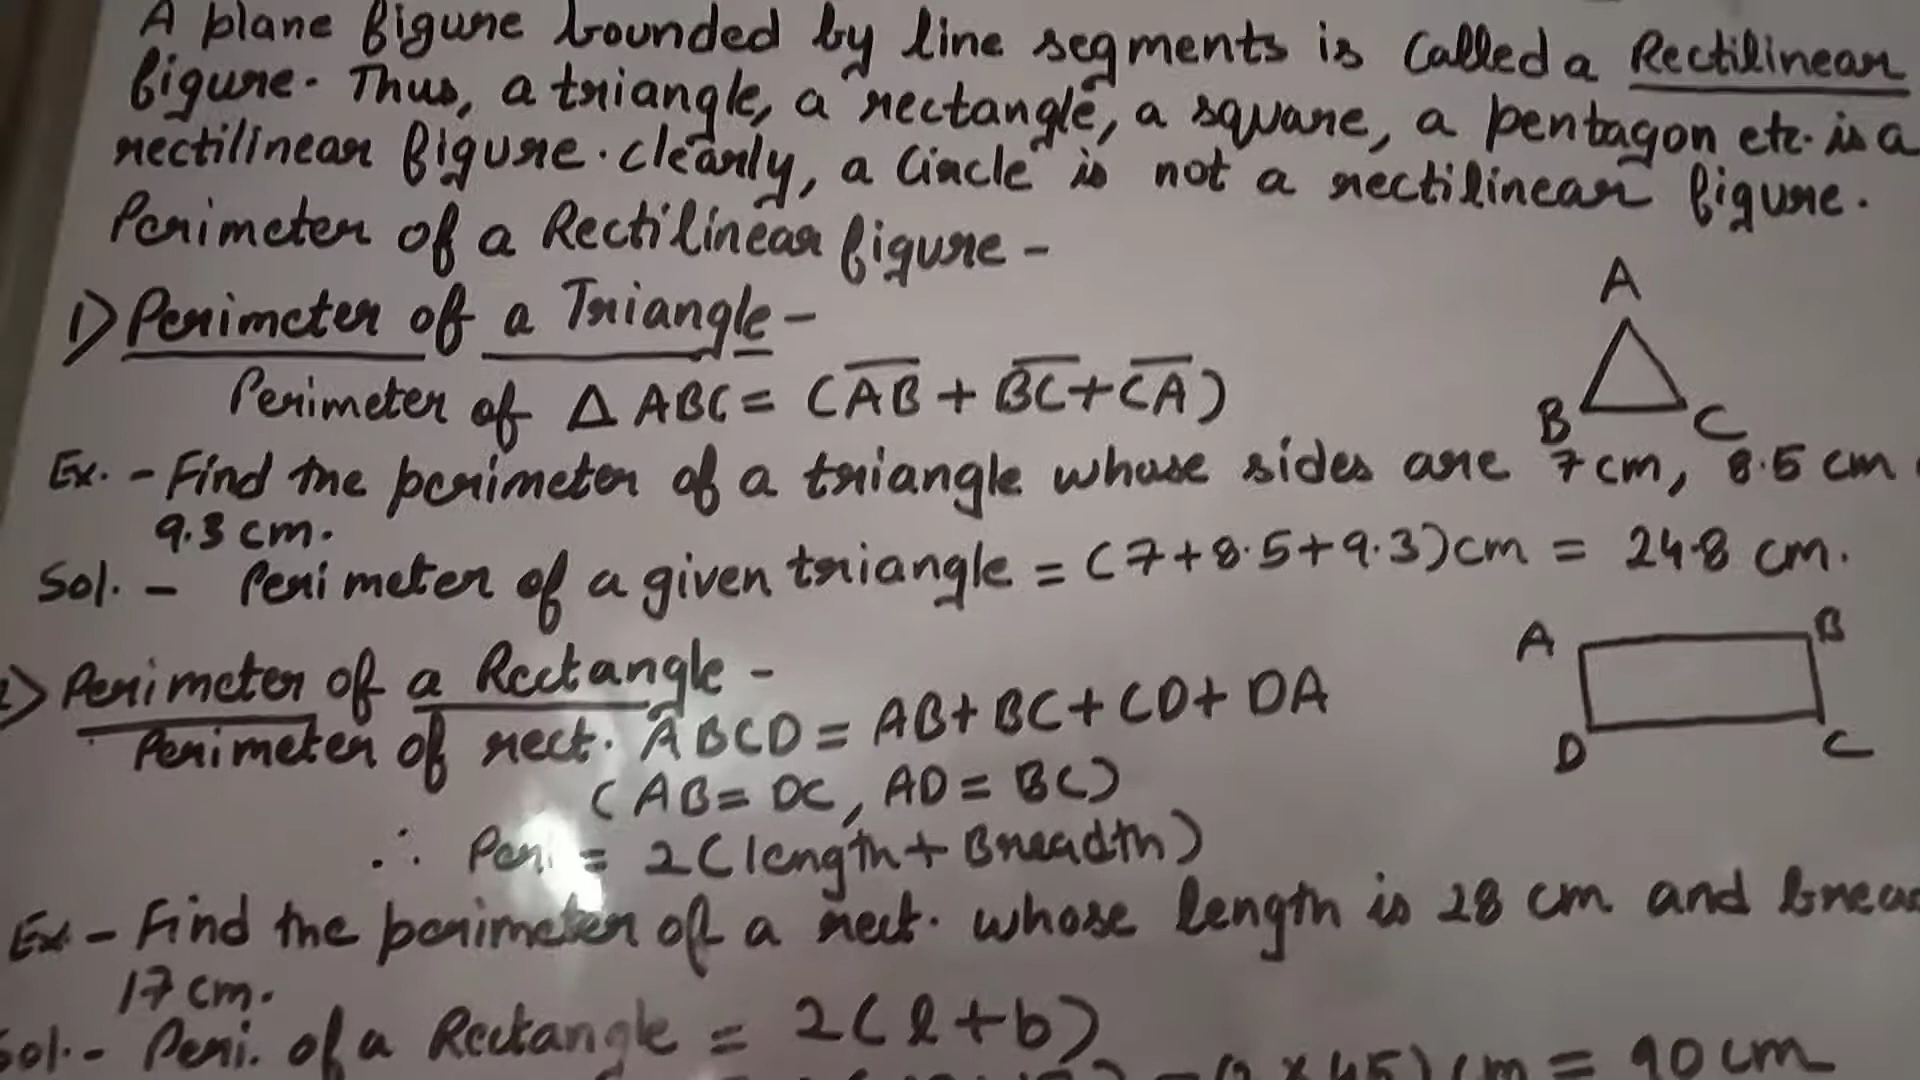 A plane figure bounded by line segments is called a Rectilinear
figure. Thus, a triangle, a rectangle, a square, a pentagon etc. is a
rectilinear figure. clearly, a Circle is not a rectilinear figure.
Perimeter of a Rectilinear figure -
1) Perimeter of a Triangle -
Perimeter of △ ABC = (A̅B̅ + B̅C̅ + C̅A̅)
A
B C
Ex. - Find the perimeter of a triangle whose sides are 7 cm, 8.5 cm
9.3 cm.
Sol. - Perimeter of a given triangle = (7+8.5+9.3)cm = 24.8 cm.
2) Perimeter of a Rectangle -
Perimeter of rect. ABCD = AB + BC + CD + DA
A B
D C
(AB = DC, AD = BC)
∴ Peri = 2(length + Breadth)
Ex - Find the perimeter of a rect. whose length is 28 cm and
17 cm.
Sol. - Peri. of a Rectangle = 2(l+b)
= (2 x 45) cm = 90 cm